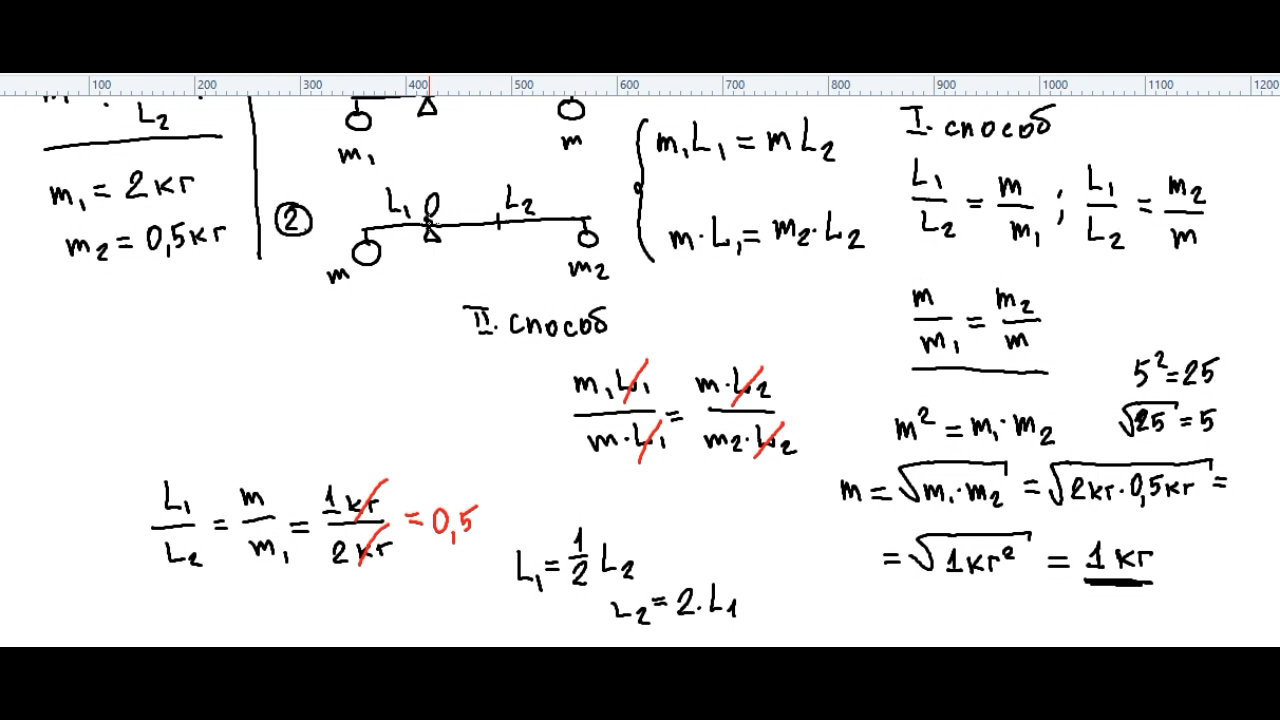 100 200 300 400 500 600 700 800 900 1000 1100 1200
L₂
m₁ = 2кг
m₂ = 0,5кг
m₁ m
②
L₁ O L₂
m m₂
m₁L₁ = mL₂
m·L₁ = m₂·L₂
I. способ
L₁/L₂ = m/m₁ ; L₁/L₂ = m₂/m
m/m₁ = m₂/m
5² = 25
√25 = 5
m² = m₁·m₂
m = √m₁·m₂ = √2кг·0,5кг =
= √1кг² = 1кг
II. способ
m₁L₁/m·L₁ = m·L₂/m₂·L₂
L₁/L₂ = m/m₁ = 1кг/2кг = 0,5
L₁ = 1/2 L₂
L₂ = 2·L₁